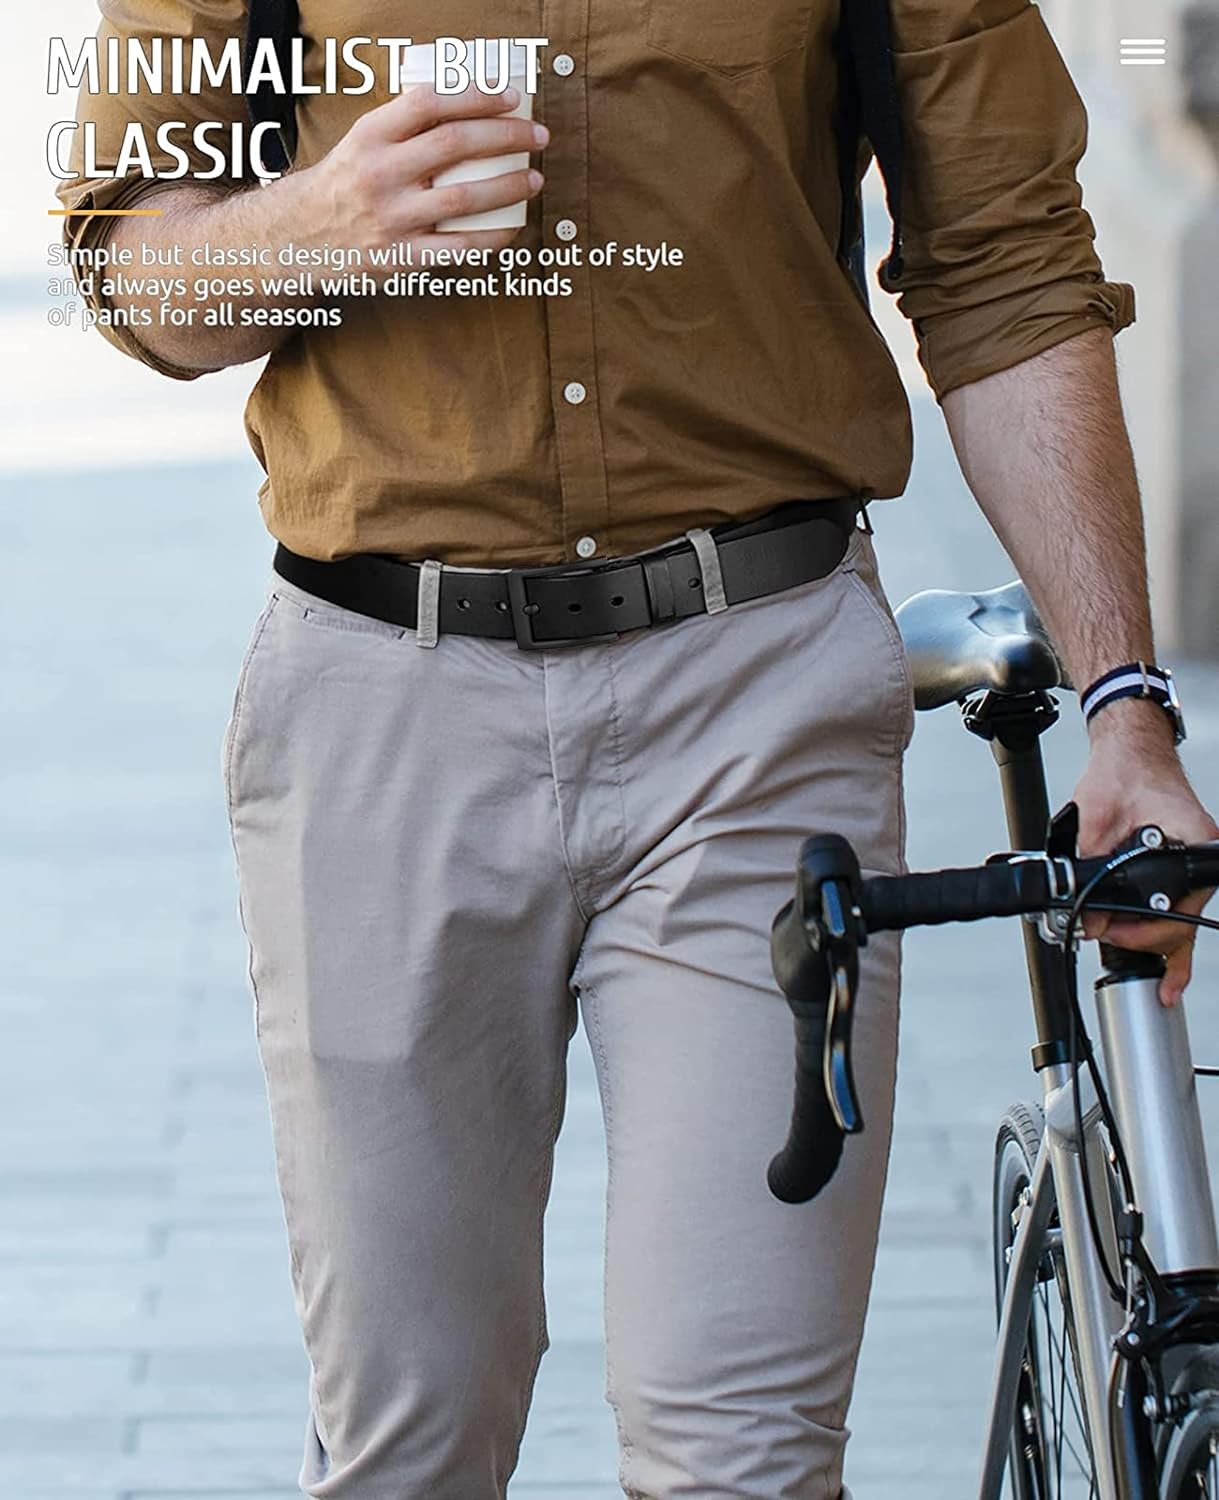 MINIMALIST BUT
CLASSIC
Simple but classic design will never go out of style
and always goes well with different kinds
of pants for all seasons